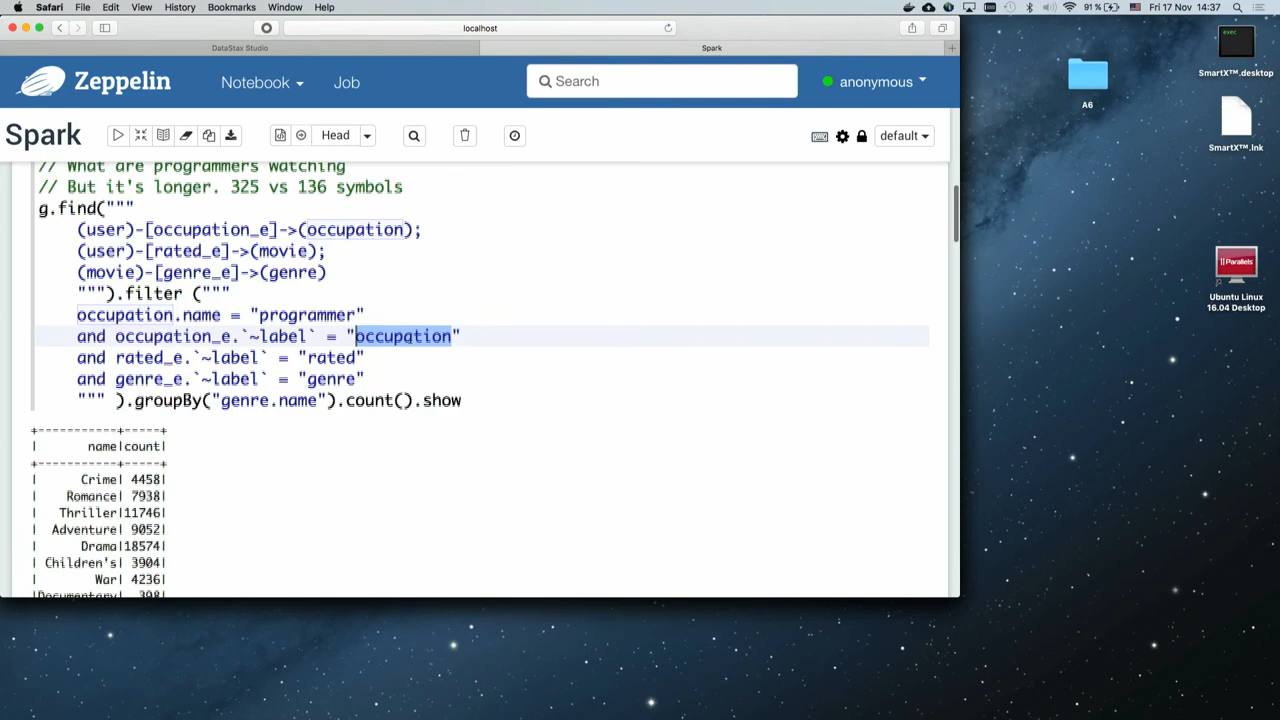 Safari File Edit View History Bookmarks Window Help 91 % Fri 17 Nov 14:37
localhost
DataStax Studio Spark
Zeppelin Notebook Job Search anonymous
Spark Head default
// What are programmers watching
// But it's longer. 325 vs 136 symbols
g.find("""
(user)-[occupation_e]->(occupation);
(user)-[rated_e]->(movie);
(movie)-[genre_e]->(genre)
""").filter ("""
occupation.name = "programmer"
and occupation_e.`~label` = "occupation"
and rated_e.`~label` = "rated"
and genre_e.`~label` = "genre"
""" ).groupBy("genre.name").count().show
+-----------+-----+
| name|count|
+-----------+-----+
| Crime| 4458|
| Romance| 7938|
| Thriller|11746|
| Adventure| 9052|
| Drama|18574|
| Children's| 3904|
| War| 4236|
|Documentary| 398|
exec
SmartX™.desktop
A6
SmartX™.lnk
|| Parallels
Ubuntu Linux
16.04 Desktop